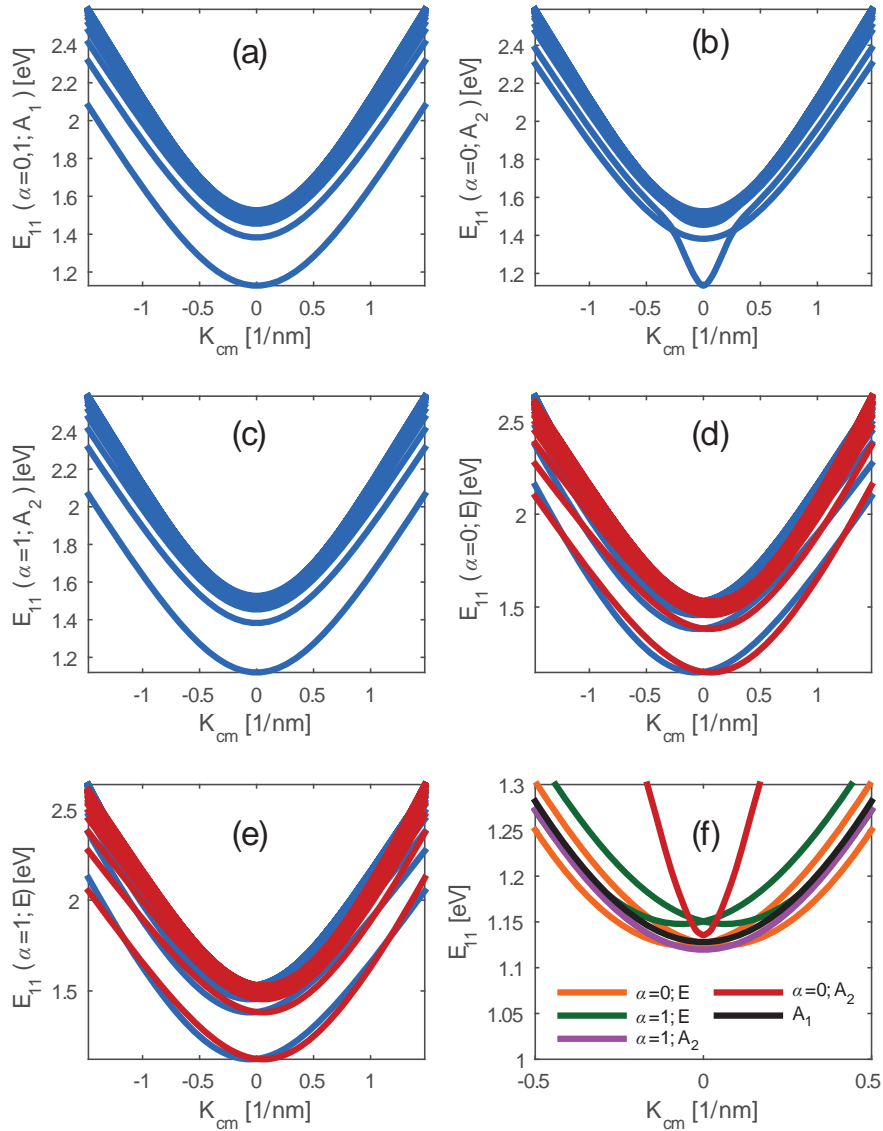 (a)
E11 (α=0,1; A1) [eV]
2.4
2.2
2
1.8
1.6
1.4
1.2
-1
-0.5
0
0.5
1
Kcm [1/nm]
(b)
E11 (α=0; A2) [eV]
2.4
2.2
2
1.8
1.6
1.4
1.2
-1
-0.5
0
0.5
1
Kcm [1/nm]
(c)
E11 (α=1; A2) [eV]
2.4
2.2
2
1.8
1.6
1.4
1.2
-1
-0.5
0
0.5
1
Kcm [1/nm]
(d)
E11 (α=0; E) [eV]
2.5
2
1.5
-1
-0.5
0
0.5
1
Kcm [1/nm]
(e)
E11 (α=1; E) [eV]
2.5
2
1.5
-1
-0.5
0
0.5
1
Kcm [1/nm]
(f)
E11 [eV]
1.3
1.25
1.2
1.15
1.1
1.05
1
α=0; E
α=1; E
α=1; A2
α=0; A2
A1
-0.5
0
0.5
Kcm [1/nm]